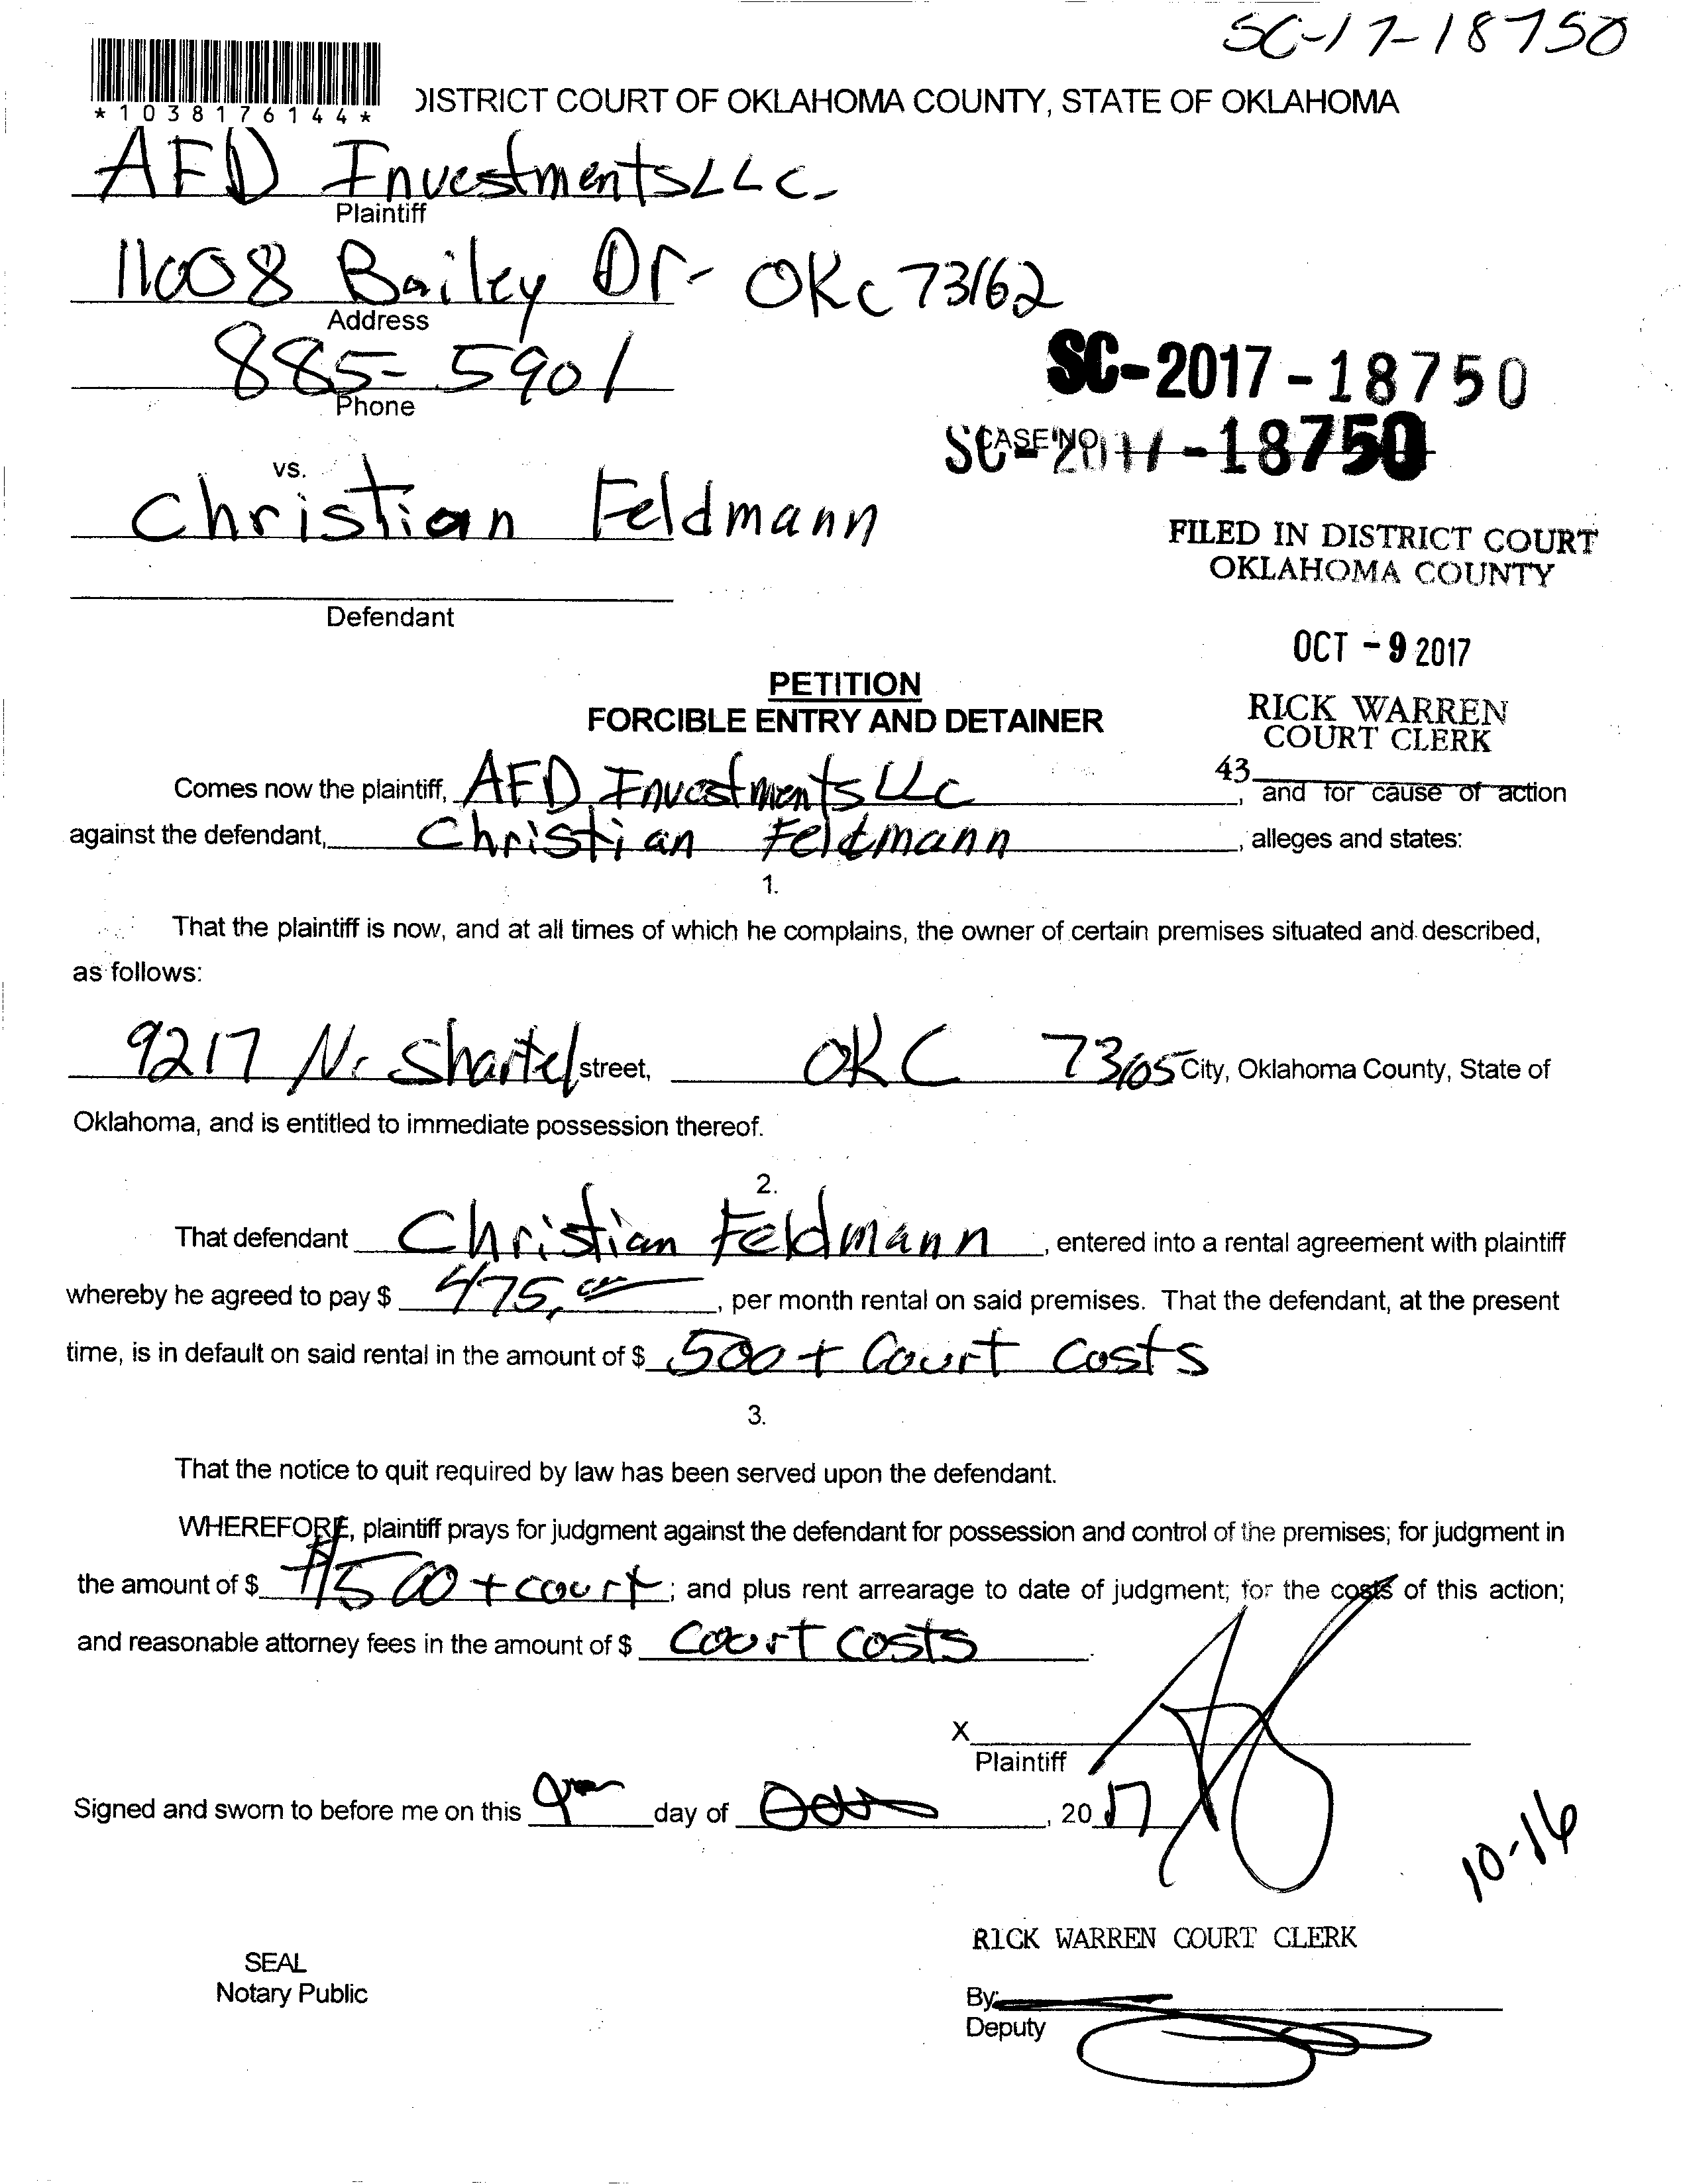 SC-17-18750
*1038176144*
DISTRICT COURT OF OKLAHOMA COUNTY, STATE OF OKLAHOMA
AFD Investments LLC.
Plaintiff
11008 Bailey Dr- OKC 73162
Address
885-5901
Phone
SC-2017-18750
CASE NO.
SC-2017-18750
vs.
Christian Feldmann
FILED IN DISTRICT COURT
OKLAHOMA COUNTY
Defendant
OCT -9 2017
PETITION
FORCIBLE ENTRY AND DETAINER
RICK WARREN
COURT CLERK
43
Comes now the plaintiff, AFD Investments LLC, and for cause of action
against the defendant, Christian Feldmann, alleges and states:
1.
That the plaintiff is now, and at all times of which he complains, the owner of certain premises situated and described,
as follows:
9217 N. Shartel street, OKC 73105 City, Oklahoma County, State of
Oklahoma, and is entitled to immediate possession thereof.
2.
That defendant Christian Feldmann, entered into a rental agreement with plaintiff
whereby he agreed to pay $ 475.00, per month rental on said premises. That the defendant, at the present
time, is in default on said rental in the amount of $ 500 + Court Costs
3.
That the notice to quit required by law has been served upon the defendant.
WHEREFORE, plaintiff prays for judgment against the defendant for possession and control of the premises; for judgment in
the amount of $ #500 + court; and plus rent arrearage to date of judgment; for the costs of this action;
and reasonable attorney fees in the amount of $ Court Costs.
X
Plaintiff
Signed and sworn to before me on this 9 day of Oct, 2017
10-16
RICK WARREN COURT CLERK
SEAL
Notary Public
By:
Deputy